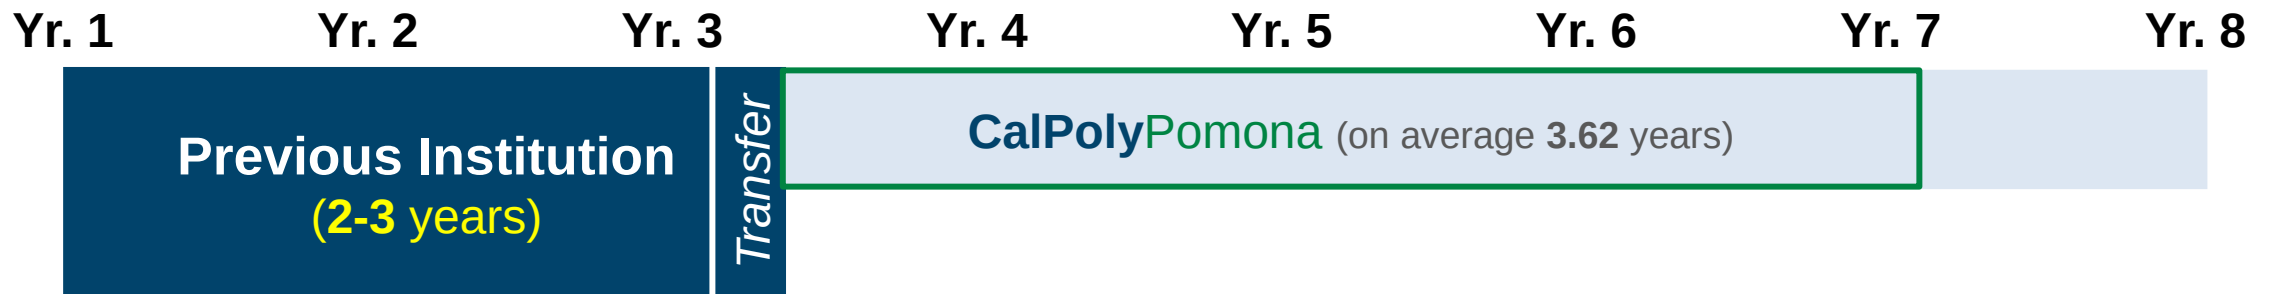 Yr. 1 Yr. 2 Yr. 3 Yr. 4 Yr. 5 Yr. 6 Yr. 7 Yr. 8
Previous Institution
(2-3 years)
Transfer
CalPolyPomona (on average 3.62 years)